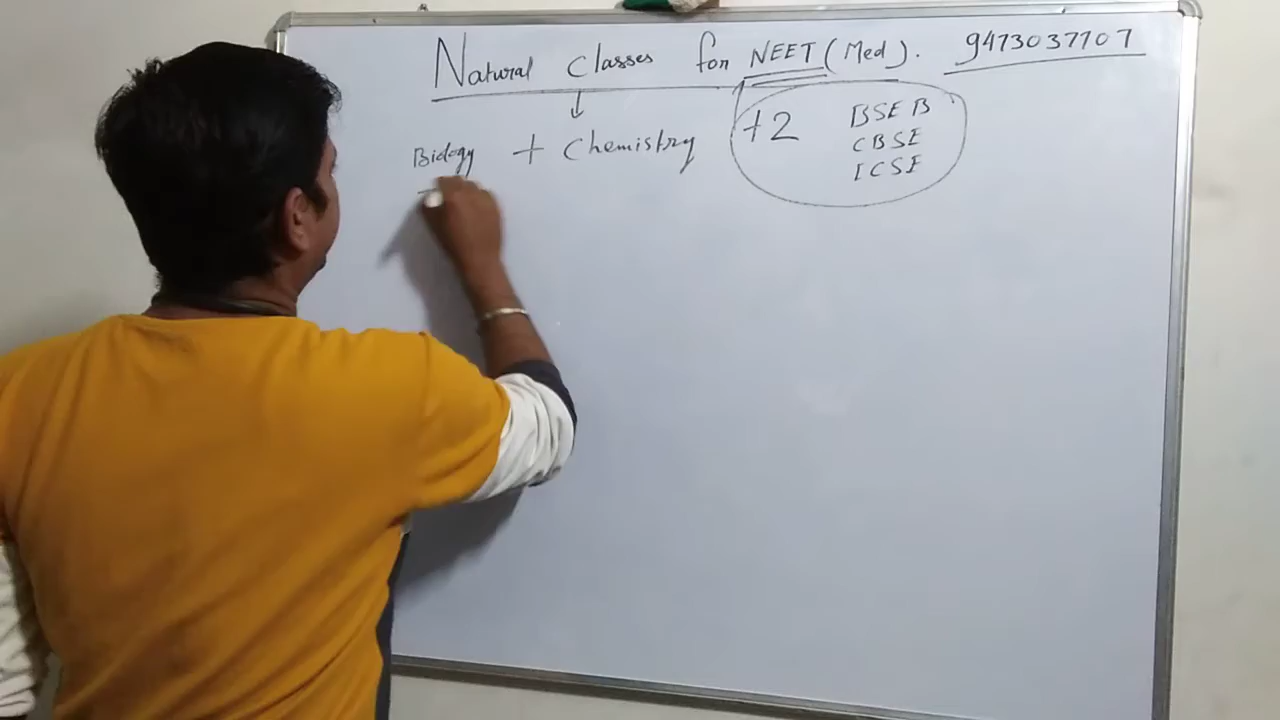 Natural classes for NEET (Med). 9473037707
Biology + Chemistry
+2
BSEB
CBSE
ICSE